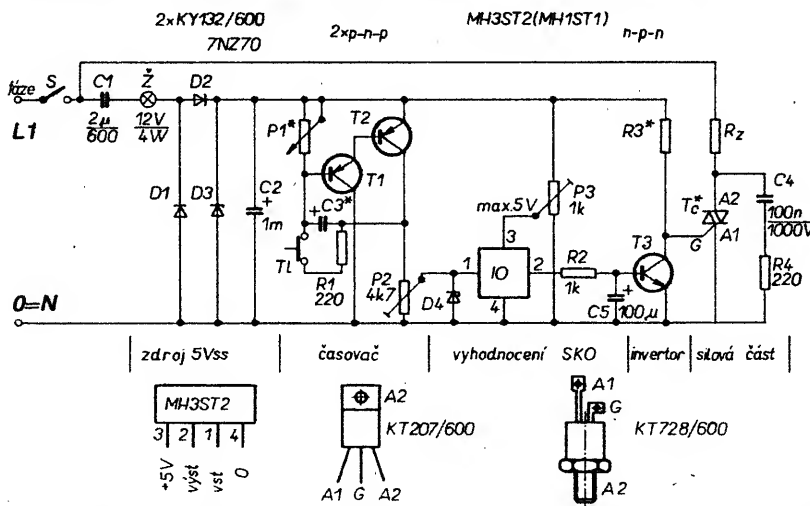 2xKY132/600
7NZ70
2xp-n-p
MH3ST2(MH1ST1)
n-p-n
fáze S C1 Ž D2
L1
2µ
600
12V
4W
P1*
T2
T1
R3*
Rz
C4
100n
1000V
D1 D3 C2
+
1m
+ C3*
Tl
R1
220
max.5V
P3
1k
Tc* A2
A1
G
T3
R4
220
3
1 IO 2
4
R2
1k
P2
4k7
D4
C5
+
100µ
0=N
zdroj 5Vss
časovač
vyhodnocení SKO
invertor
silová část
MH3ST2
3 2 1 4
+5V
výst
vst
0
A2
KT207/600
A1 G A2
A1
G
KT728/600
A2